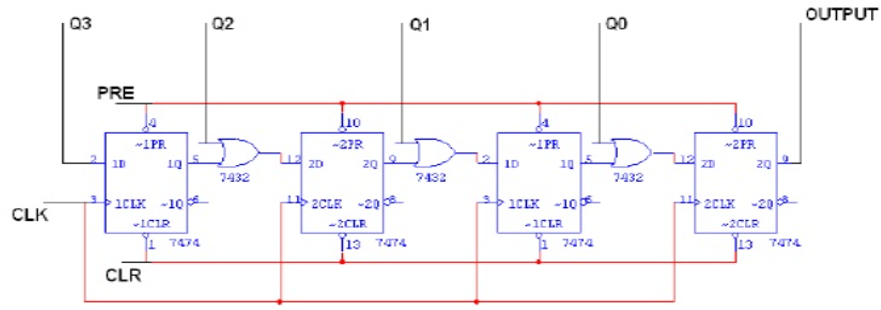 Q3 Q2 Q1 Q0 OUTPUT
PRE
4 10 4 10
~1PR ~2PR ~1PR ~2PR
2 1D 1Q 5 12 2D 2Q 9 2 1D 1Q 5 12 2D 2Q 9
7432 7432 7432
CLK 3 1CLK ~1Q 6 11 2CLK ~2Q 8 3 1CLK ~1Q 6 11 2CLK ~2Q 8
~1CLR ~2CLR ~1CLR ~2CLR
1 7474 13 7474 1 7474 13 7474
CLR